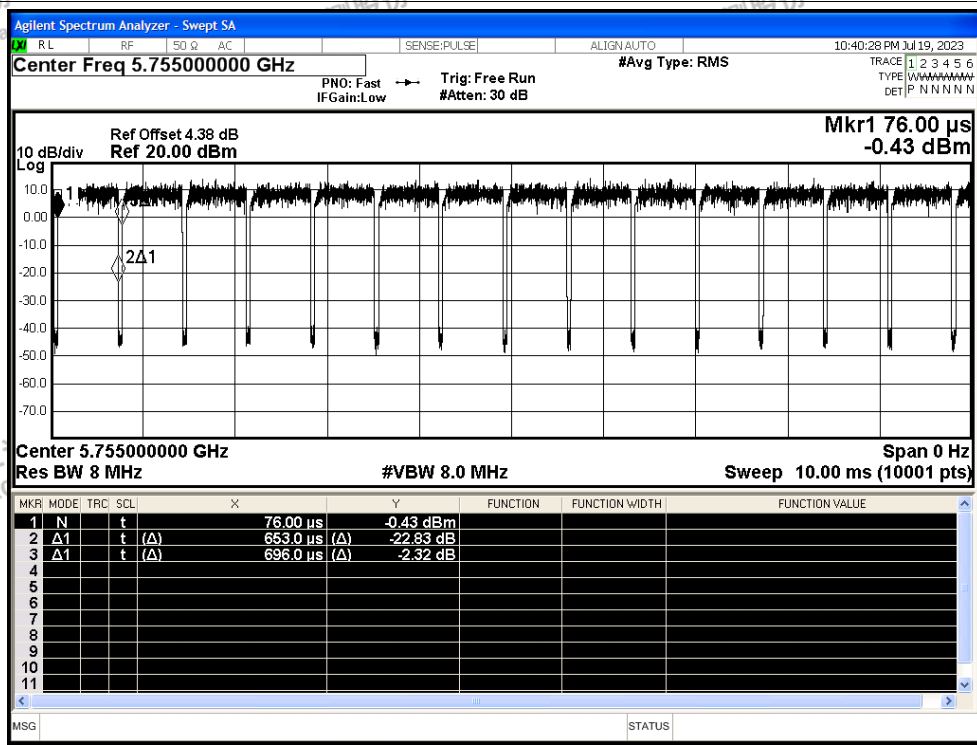 Agilent Spectrum Analyzer - Swept SA
LXI RL RF 50 Ω AC SENSE:PULSE ALIGN AUTO 10:40:28 PM Jul 19, 2023
Center Freq 5.755000000 GHz
#Avg Type: RMS
TRACE 1 2 3 4 5 6
PNO: Fast Trig: Free Run
TYPE WWWWWW
IFGain:Low #Atten: 30 dB
DET P N N N N N
Mkr1 76.00 µs
-0.43 dBm
Ref Offset 4.38 dB
10 dB/div Ref 20.00 dBm
Log
10.0
1
0.00
-10.0
2Δ1
-20.0
-30.0
-40.0
-50.0
-60.0
-70.0
Center 5.755000000 GHz Span 0 Hz
Res BW 8 MHz #VBW 8.0 MHz Sweep 10.00 ms (10001 pts)
MKR MODE TRC SCL X Y FUNCTION FUNCTION WIDTH FUNCTION VALUE
1 N t 76.00 µs -0.43 dBm
2 Δ1 t (Δ) 653.0 µs (Δ) -22.83 dB
3 Δ1 t (Δ) 696.0 µs (Δ) -2.32 dB
4
5
6
7
8
9
10
11
MSG STATUS